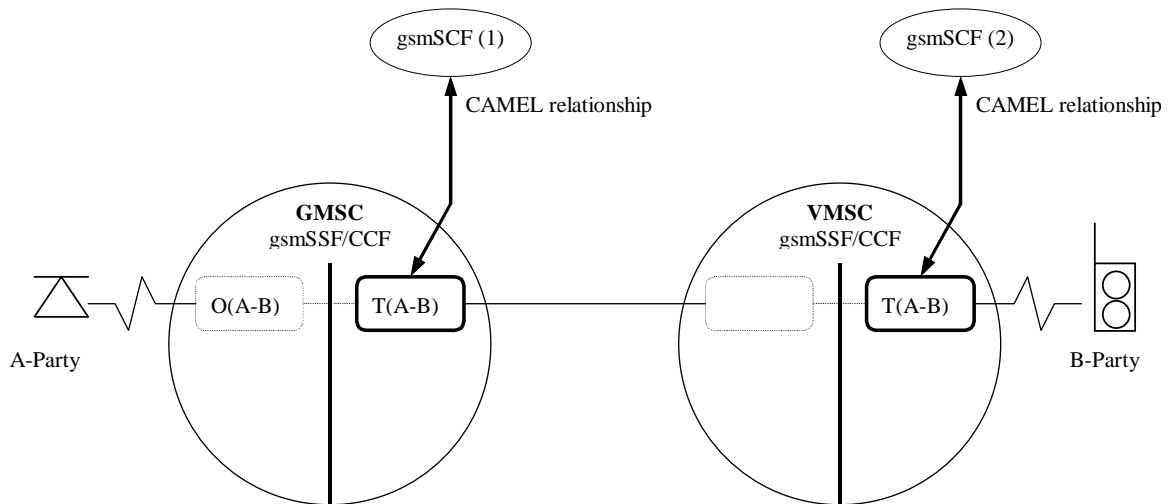 gsmSCF (1)
gsmSCF (2)
CAMEL relationship
CAMEL relationship
GMSC
gsmSSF/CCF
VMSC
gsmSSF/CCF
O(A-B)
T(A-B)
T(A-B)
A-Party
B-Party